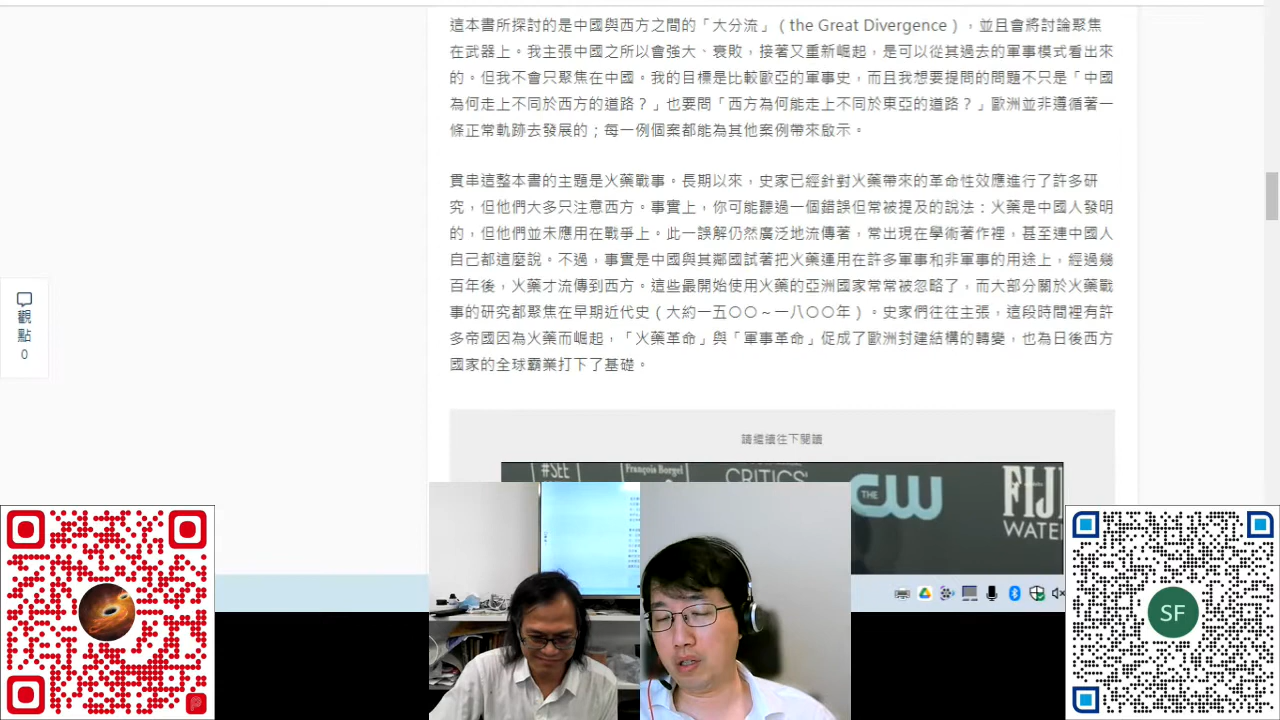 這本書所探討的是中國與西方之間的「大分流」（the Great Divergence），並且會將討論聚焦
在武器上。我主張中國之所以會強大、衰敗，接著又重新崛起，是可以從其過去的軍事模式看出來
的。但我不會只聚焦在中國。我的目標是比較歐亞的軍事史，而且我想要提問的問題不只是「中國
為何走上不同於西方的道路？」也要問「西方為何能走上不同於東亞的道路？」歐洲並非遵循著一
條正常軌跡去發展的；每一例個案都能為其他案例帶來啟示。
貫串這整本書的主題是火藥戰事。長期以來，史家已經針對火藥帶來的革命性效應進行了許多研
究，但他們大多只注意西方。事實上，你可能聽過一個錯誤但常被提及的說法：火藥是中國人發明
的，但他們並未應用在戰爭上。此一誤解仍然廣泛地流傳著，常出現在學術著作裡，甚至連中國人
自己都這麼說。不過，事實是中國與其鄰國試著把火藥運用在許多軍事和非軍事的用途上，經過幾
百年後，火藥才流傳到西方。這些最開始使用火藥的亞洲國家常常被忽略了，而大部分關於火藥戰
事的研究都聚焦在早期近代史（大約一五〇〇～一八〇〇年）。史家們往往主張，這段時間裡有許
多帝國因為火藥而崛起，「火藥革命」與「軍事革命」促成了歐洲封建結構的轉變，也為日後西方
國家的全球霸業打下了基礎。
觀
點
0
請繼續往下閱讀
#SEE
François Borgel
CRITICS'
THE CW
FIJI
WATER
SF